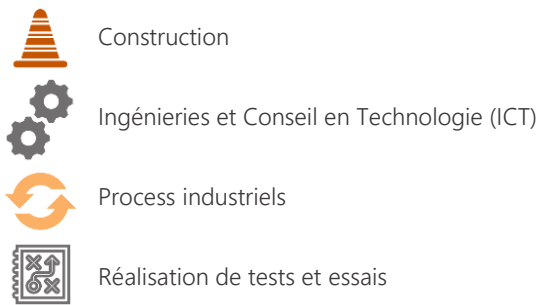 Construction
Ingénieries et Conseil en Technologie (ICT)
Process industriels
Réalisation de tests et essais